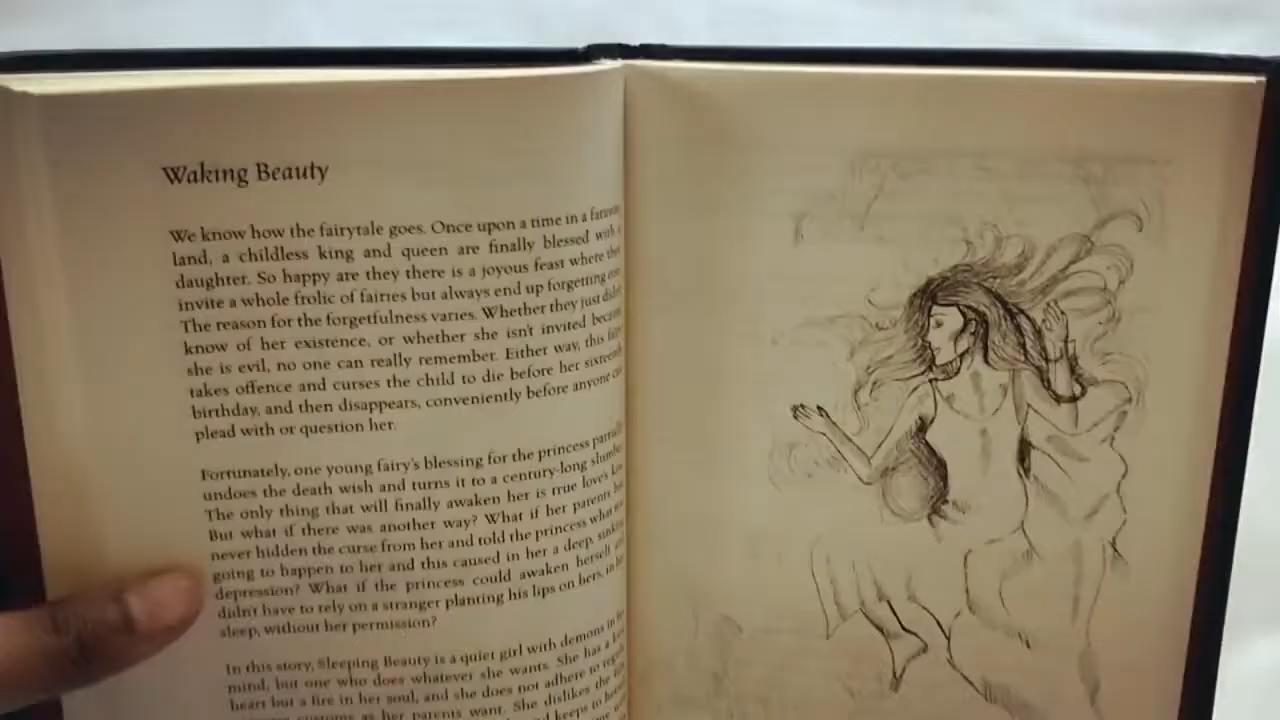 Waking Beauty
We know how the fairytale goes. Once upon a time in a faraway
land, a childless king and queen are finally blessed with a
daughter. So happy are they there is a joyous feast where they
invite a whole frolic of fairies but always end up forgetting one.
The reason for the forgetfulness varies. Whether they just didn't
know of her existence, or whether she isn't invited because
she is evil, no one can really remember. Either way, this fairy
takes offence and curses the child to die before her sixteenth
birthday, and then disappears, conveniently before anyone can
plead with or question her.
Fortunately, one young fairy's blessing for the princess partially
undoes the death wish and turns it to a century-long slumber.
The only thing that will finally awaken her is true love's kiss.
But what if there was another way? What if her parents had
never hidden the curse from her and told the princess what was
going to happen to her and this caused in her a deep, sinking
depression? What if the princess could awaken herself and
didn't have to rely on a stranger planting his lips on hers, in her
sleep, without her permission?
In this story, Sleeping Beauty is a quiet girl with demons in her
mind, but one who does whatever she wants. She has a kind
heart but a fire in her soul, and she does not adhere to
customs as her parents want. She dislikes the
keeps to